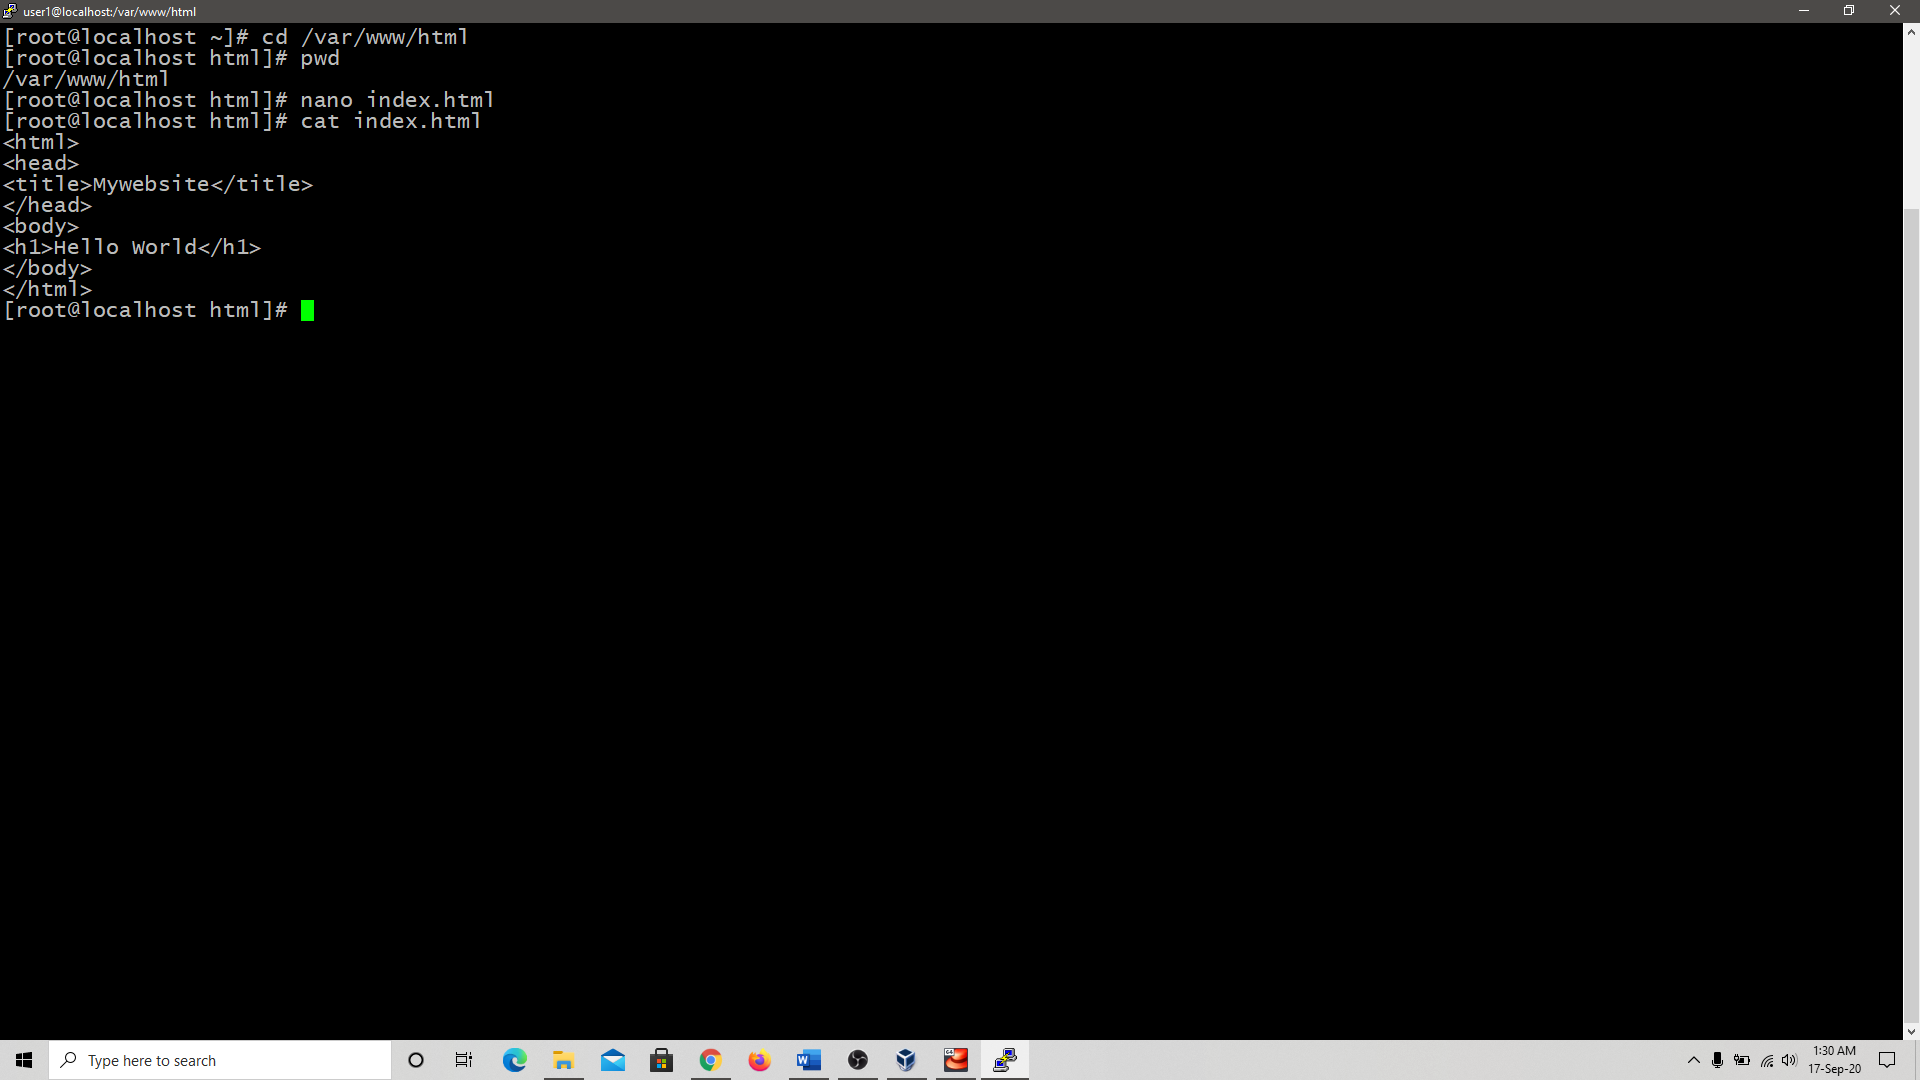 user1@localhost:/var/www/html
[root@localhost ~]# cd /var/www/html
[root@localhost html]# pwd
/var/www/html
[root@localhost html]# nano index.html
[root@localhost html]# cat index.html
<html>
<head>
<title>Mywebsite</title>
</head>
<body>
<h1>Hello World</h1>
</body>
</html>
[root@localhost html]#
Type here to search
1:30 AM
17-Sep-20